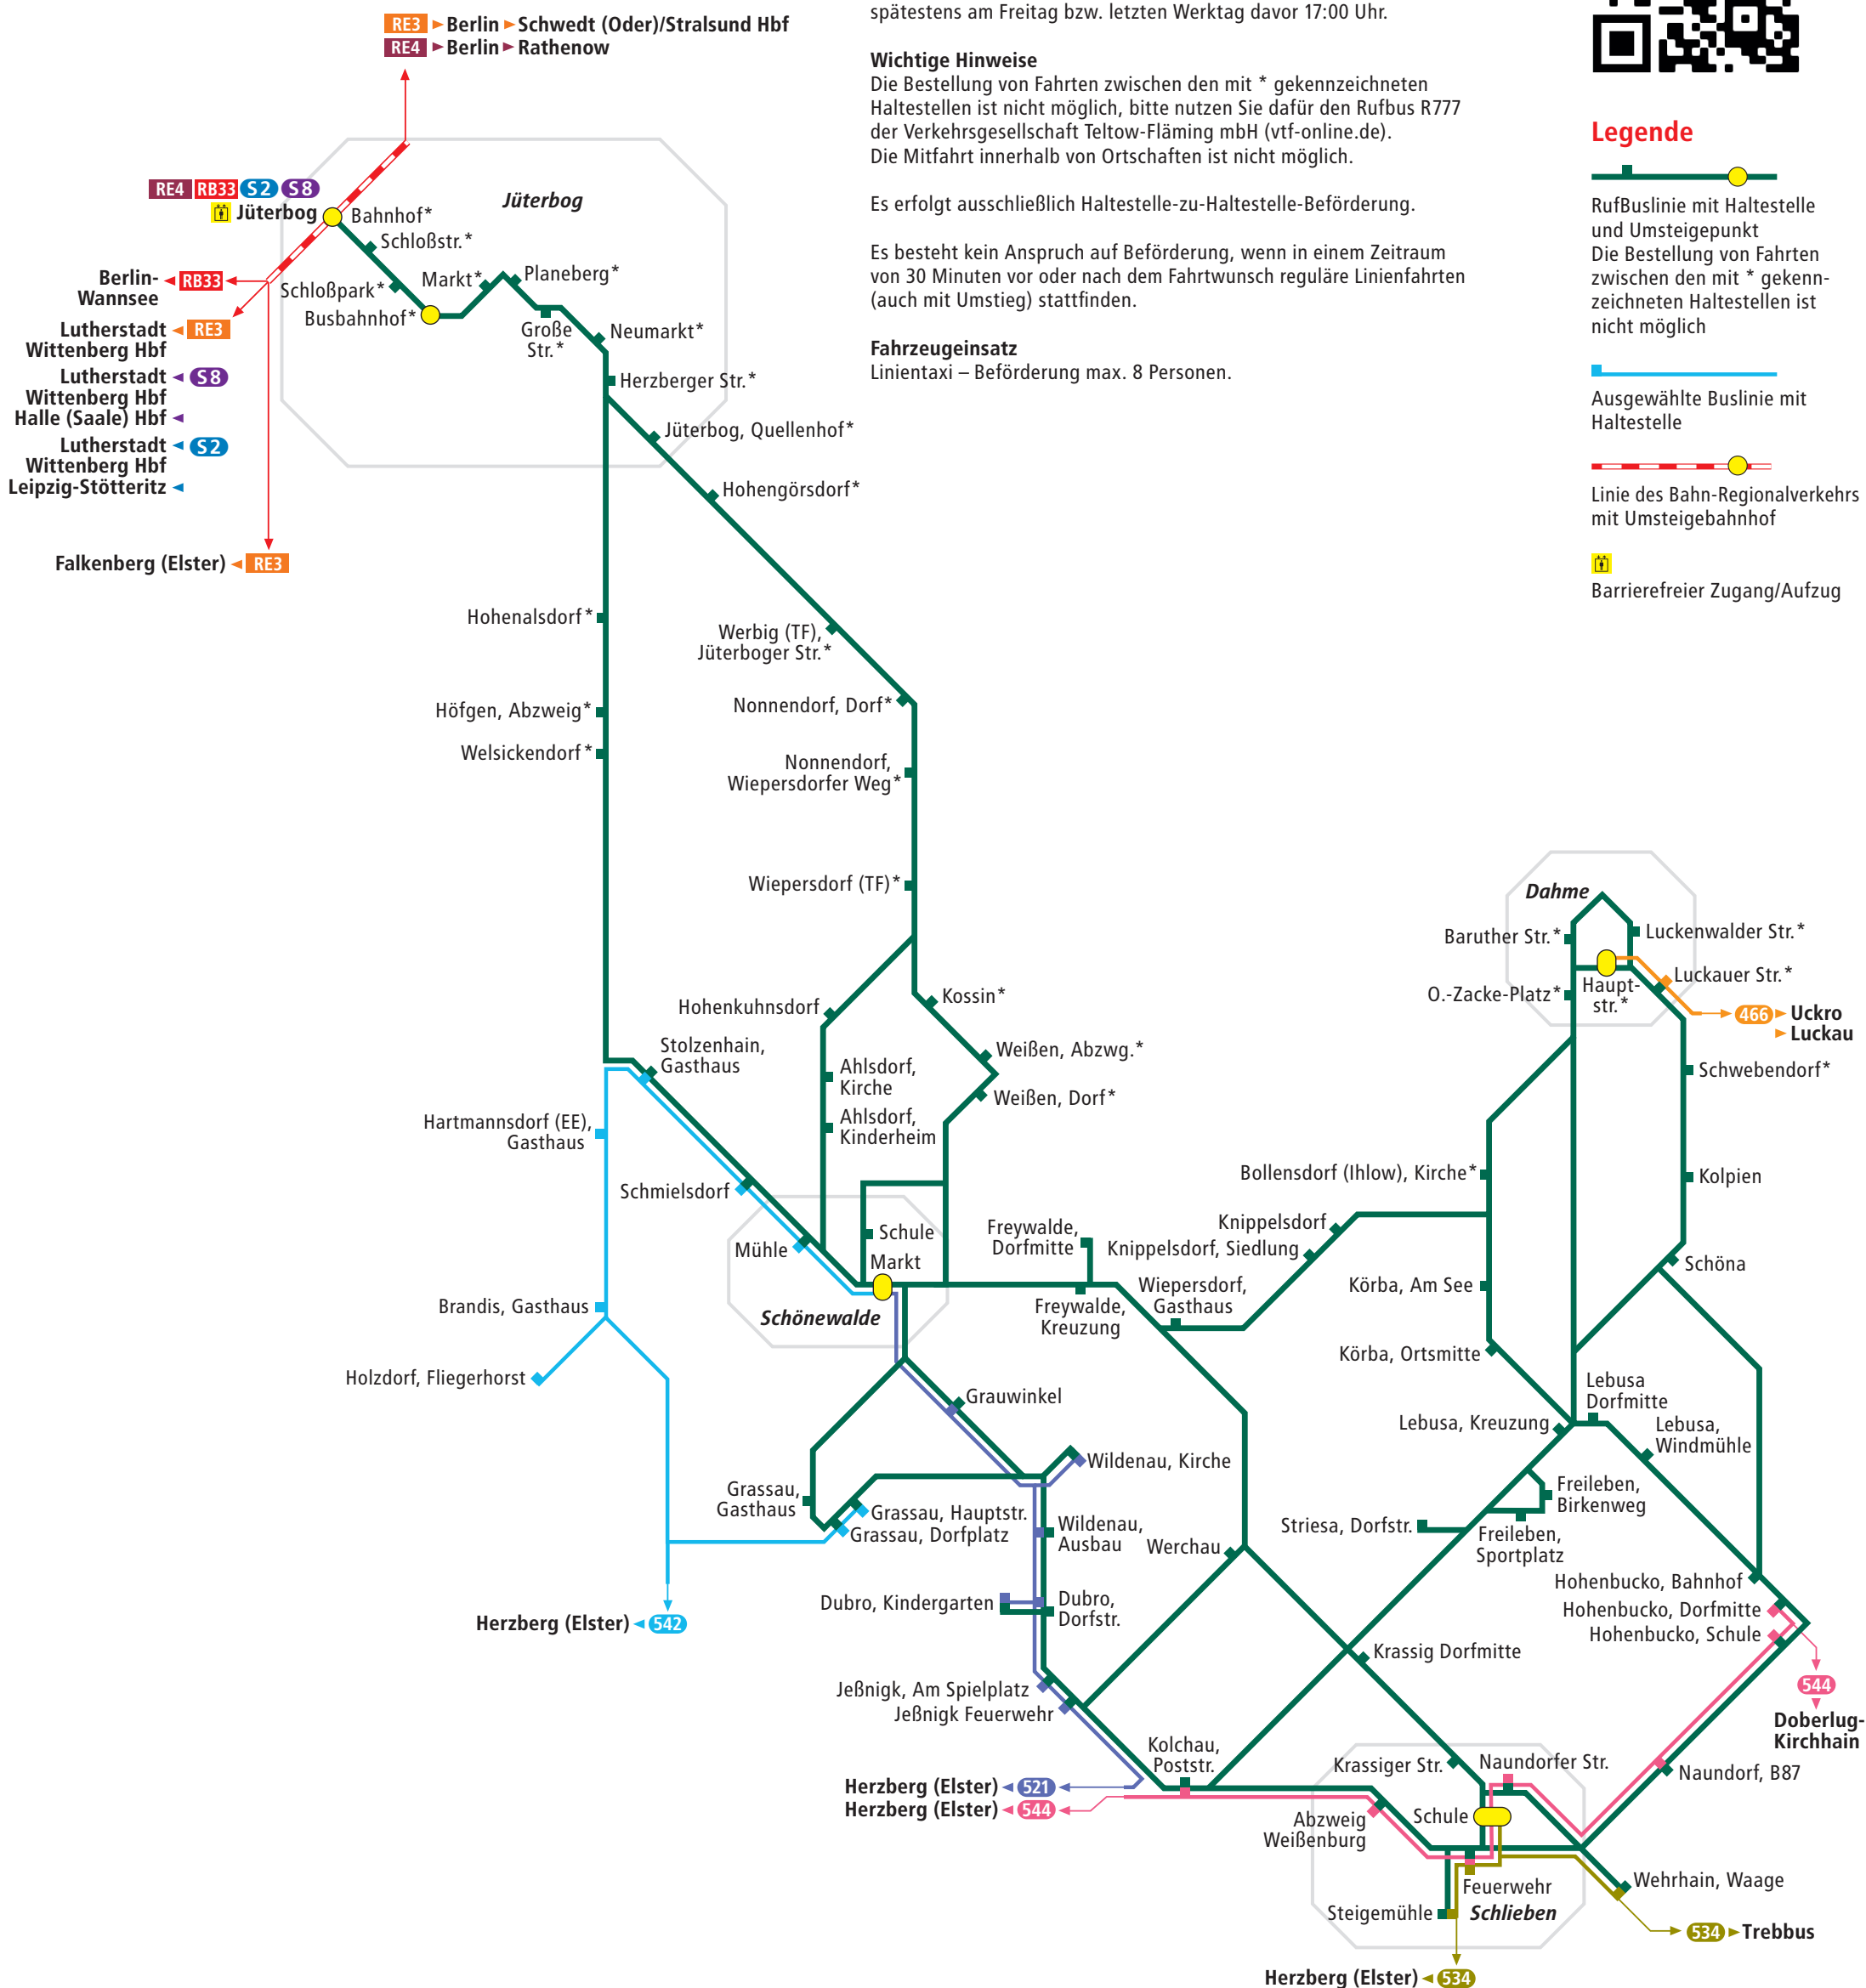 RE3 Berlin Schwedt (Oder)/Stralsund Hbf
RE4 Berlin Rathenow
spätestens am Freitag bzw. letzten Werktag davor 17:00 Uhr.
Wichtige Hinweise
Die Bestellung von Fahrten zwischen den mit * gekennzeichneten
Haltestellen ist nicht möglich, bitte nutzen Sie dafür den Rufbus R777
der Verkehrsgesellschaft Teltow-Fläming mbH (vtf-online.de).
Die Mitfahrt innerhalb von Ortschaften ist nicht möglich.
Es erfolgt ausschließlich Haltestelle-zu-Haltestelle-Beförderung.
Es besteht kein Anspruch auf Beförderung, wenn in einem Zeitraum
von 30 Minuten vor oder nach dem Fahrtwunsch reguläre Linienfahrten
(auch mit Umstieg) stattfinden.
Fahrzeugeinsatz
Linientaxi – Beförderung max. 8 Personen.
Legende
RufBuslinie mit Haltestelle
und Umsteigepunkt
Die Bestellung von Fahrten
zwischen den mit * gekenn-
zeichneten Haltestellen ist
nicht möglich
Ausgewählte Buslinie mit
Haltestelle
Linie des Bahn-Regionalverkehrs
mit Umsteigebahnhof
Barrierefreier Zugang/Aufzug
RE4 RB33 S2 S8
Jüterbog
Jüterbog
Bahnhof*
Schloßstr.*
Schloßpark*
Busbahnhof*
Markt*
Planeberg*
Große
Str.*
Neumarkt*
Herzberger Str.*
Jüterbog, Quellenhof*
Berlin-
Wannsee
RB33
Lutherstadt
Wittenberg Hbf
RE3
Lutherstadt
Wittenberg Hbf
Halle (Saale) Hbf
S8
Lutherstadt
Wittenberg Hbf
Leipzig-Stötteritz
S2
Falkenberg (Elster) RE3
Hohengörsdorf*
Hohenalsdorf*
Werbig (TF),
Jüterboger Str.*
Höfgen, Abzweig*
Nonnendorf, Dorf*
Welsickendorf*
Nonnendorf,
Wiepersdorfer Weg*
Wiepersdorf (TF)*
Hohenkuhnsdorf
Kossin*
Stolzenhain,
Gasthaus
Ahlsdorf,
Kirche
Weißen, Abzwg.*
Weißen, Dorf*
Ahlsdorf,
Kinderheim
Hartmannsdorf (EE),
Gasthaus
Schmielsdorf
Mühle
Schule
Markt
Schönewalde
Brandis, Gasthaus
Holzdorf, Fliegerhorst
Freywalde,
Dorfmitte
Freywalde,
Kreuzung
Wiepersdorf,
Gasthaus
Knippelsdorf
Knippelsdorf, Siedlung
Dahme
Baruther Str.*
Luckenwalder Str.*
Luckauer Str.*
O.-Zacke-Platz*
Haupt-
str.*
466 Uckro
Luckau
Schwebendorf*
Bollensdorf (Ihlow), Kirche*
Kolpien
Schöna
Körba, Am See
Körba, Ortsmitte
Lebusa
Dorfmitte
Lebusa, Kreuzung
Lebusa,
Windmühle
Grauwinkel
Wildenau, Kirche
Grassau,
Gasthaus
Grassau, Hauptstr.
Grassau, Dorfplatz
Wildenau,
Ausbau
Werchau
Striesa, Dorfstr.
Freileben,
Birkenweg
Freileben,
Sportplatz
Hohenbucko, Bahnhof
Hohenbucko, Dorfmitte
Hohenbucko, Schule
Dubro, Kindergarten
Dubro,
Dorfstr.
Herzberg (Elster) 542
Krassig Dorfmitte
Jeßnigk, Am Spielplatz
Jeßnigk Feuerwehr
544
Doberlug-
Kirchhain
Kolchau,
Poststr.
Krassiger Str.
Naundorfer Str.
Naundorf, B87
Herzberg (Elster) 521
Herzberg (Elster) 544
Abzweig
Weißenburg
Schule
Feuerwehr
Wehrhain, Waage
Steigemühle
Schlieben
534 Trebbus
Herzberg (Elster) 534